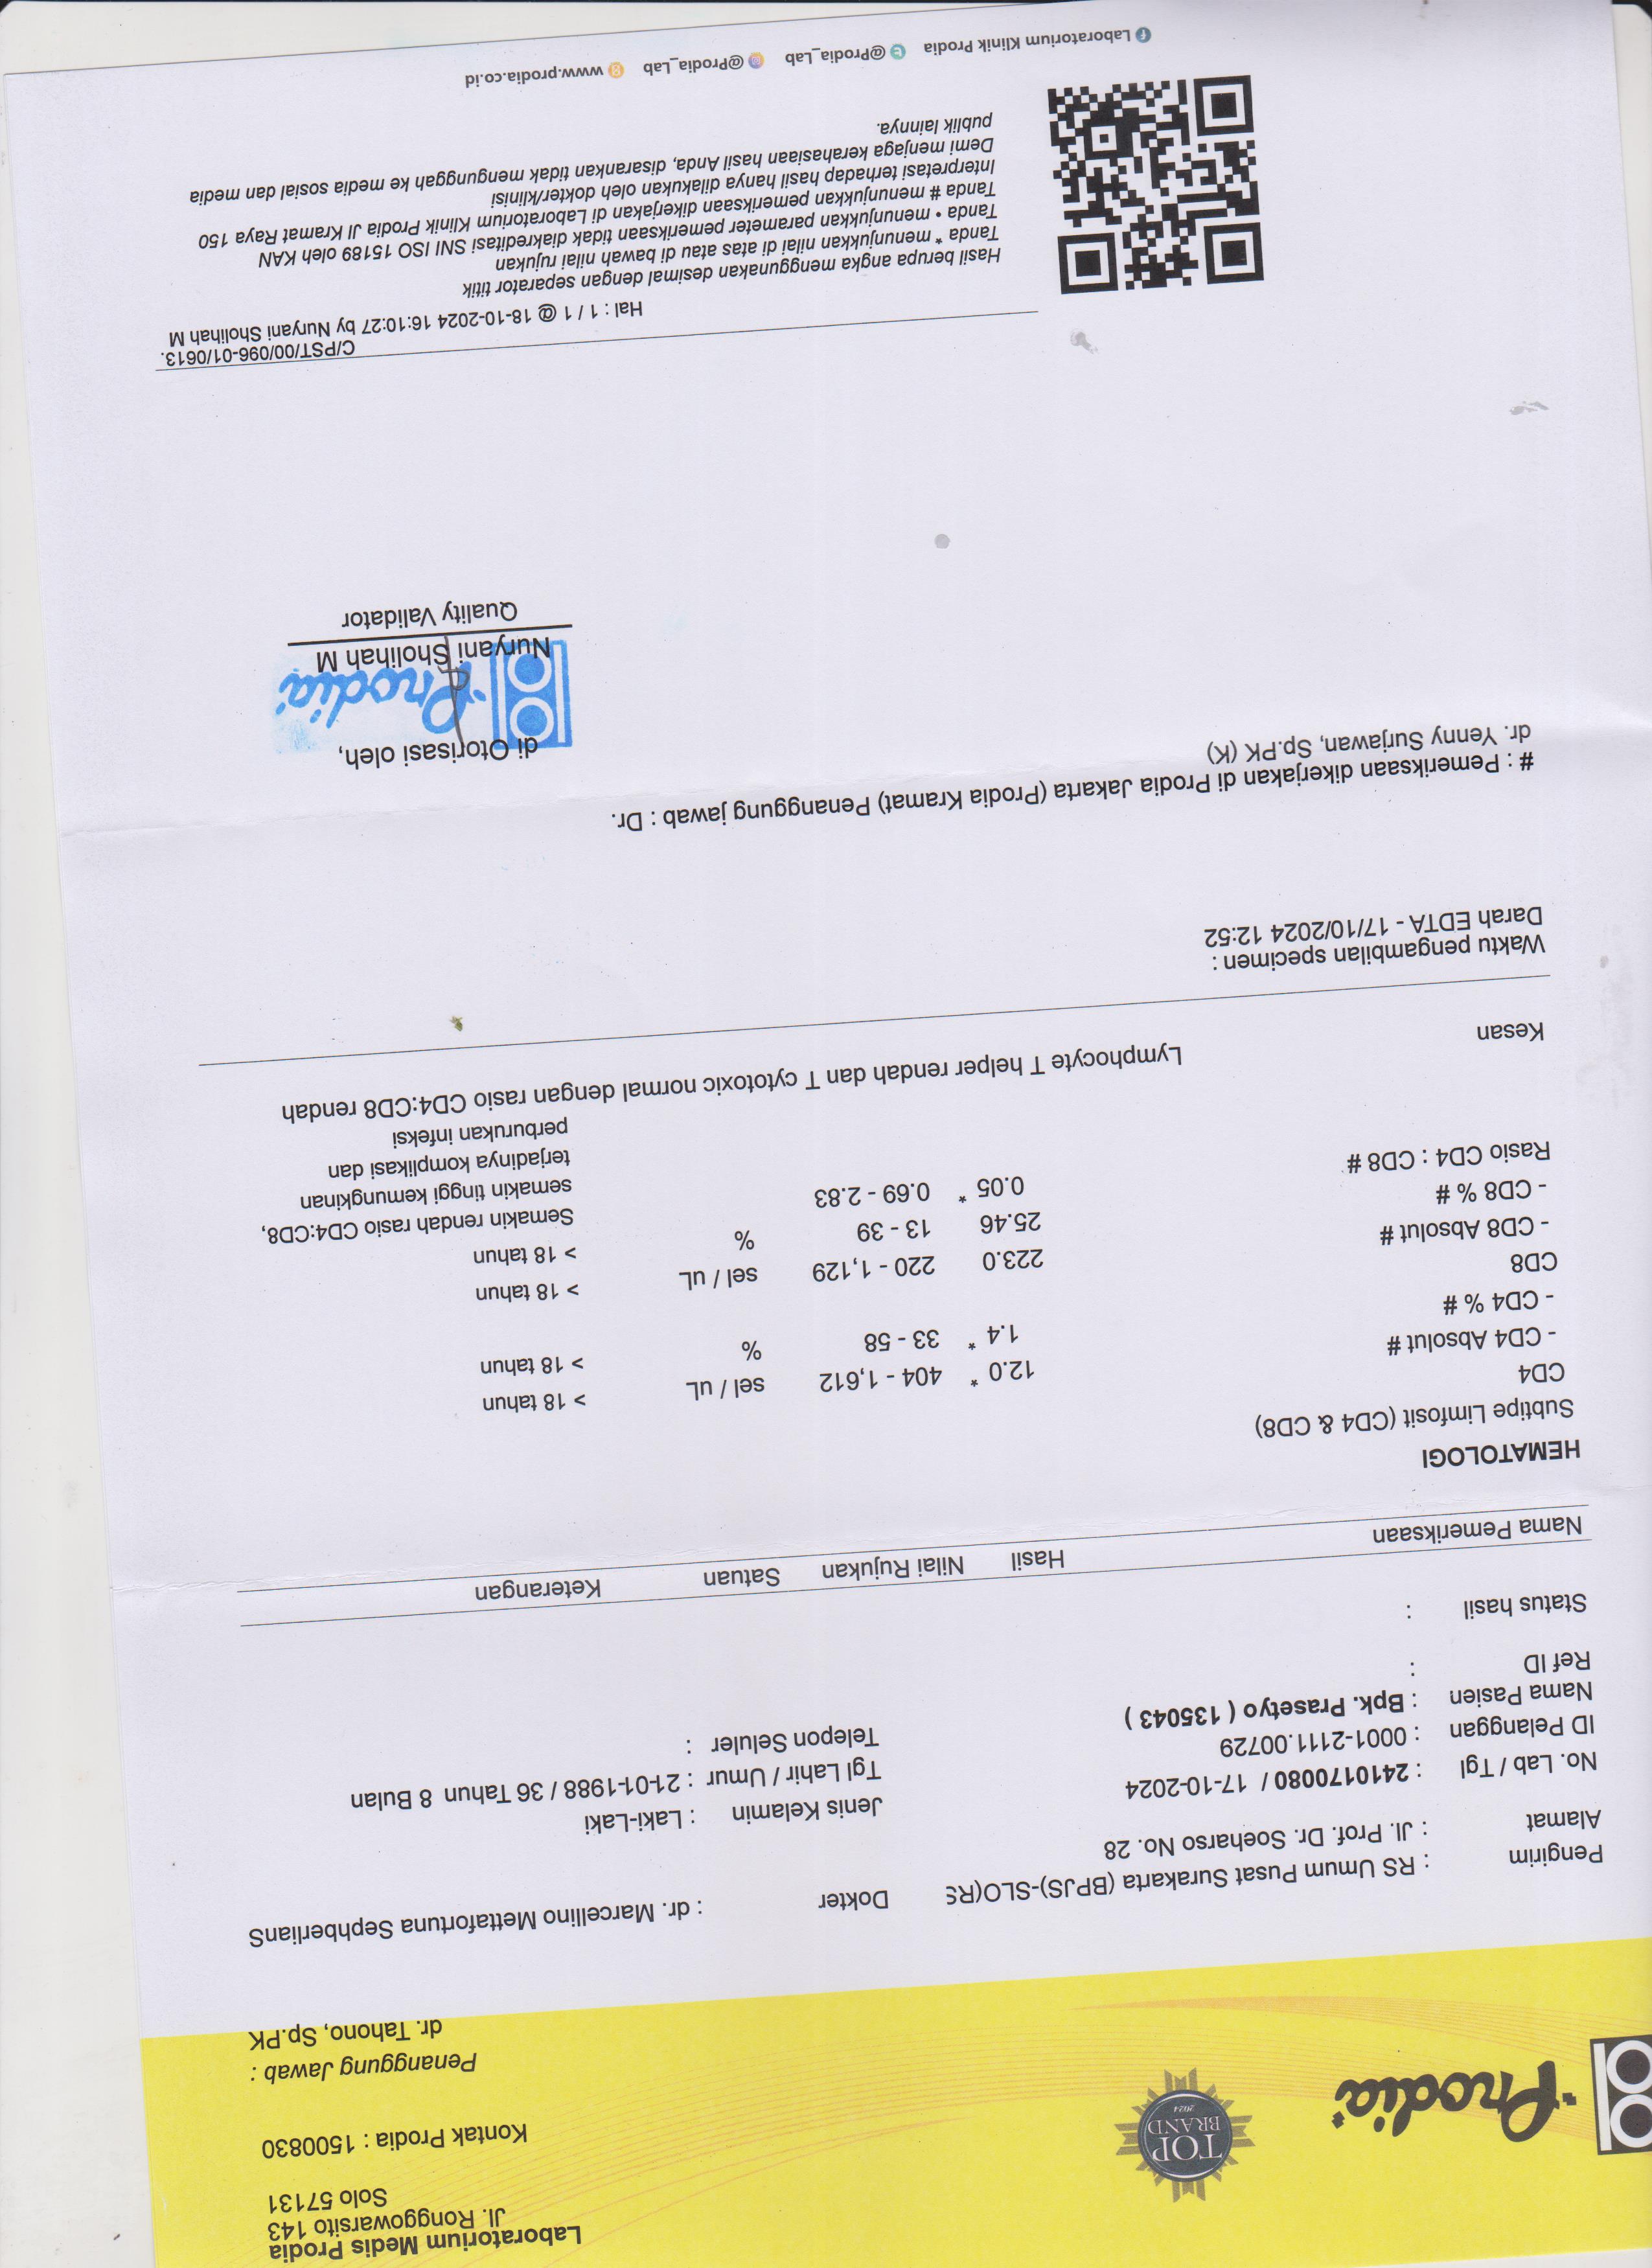 Laboratorium Medis Prodia
Jl. Ronggowarsito 143
Solo 57131
Kontak Prodia : 1500830
Penanggung Jawab :
dr. Tahono, Sp.PK
Prodia
TOP
BRAND
2024
Pengirim : RS Umum Pusat Surakarta (BPJS)-SLO(RS Dokter : dr. Marcellino Mettafortuna SephberlianS
Alamat : Jl. Prof. Dr. Soeharso No. 28
No. Lab / Tgl : 2410170080 / 17-10-2024 Jenis Kelamin : Laki-Laki
ID Pelanggan : 0001-2111.00729 Tgl Lahir / Umur : 21-01-1988 / 36 Tahun 8 Bulan
Nama Pasien : Bpk. Prasetyo ( 135043 ) Telepon Seluler :
Ref ID :
Status hasil :
Nama Pemeriksaan Hasil Nilai Rujukan Satuan Keterangan
HEMATOLOGI
Subtipe Limfosit (CD4 & CD8)
CD4
- CD4 Absolut # 12.0 * 404 - 1,612 sel / uL > 18 tahun
- CD4 % # 1.4 * 33 - 58 % > 18 tahun
CD8
- CD8 Absolut # 223.0 220 - 1,129 sel / uL > 18 tahun
- CD8 % # 25.46 13 - 39 % > 18 tahun
Rasio CD4 : CD8 # 0.05 * 0.69 - 2.83 Semakin rendah rasio CD4:CD8,
semakin tinggi kemungkinan
terjadinya komplikasi dan
perburukan infeksi
Kesan Lymphocyte T helper rendah dan T cytotoxic normal dengan rasio CD4:CD8 rendah
Waktu pengambilan specimen :
Darah EDTA - 17/10/2024 12:52
# : Pemeriksaan dikerjakan di Prodia Jakarta (Prodia Kramat) Penanggung jawab : Dr.
dr. Yenny Surjawan, Sp.PK (K)
di Otorisasi oleh,
Prodia
Nuryani Sholihah M
Quality Validator
C/PST/00/096-01/0613.
Hal : 1 / 1 @ 18-10-2024 16:10:27 by Nuryani Sholihah M
Hasil berupa angka menggunakan desimal dengan separator titik
Tanda * menunjukkan nilai di atas atau di bawah nilai rujukan
Tanda • menunjukkan parameter pemeriksaan tidak diakreditasi SNI ISO 15189 oleh KAN
Tanda # menunjukkan pemeriksaan dikerjakan di Laboratorium Klinik Prodia Jl Kramat Raya 150
Interpretasi terhadap hasil hanya dilakukan oleh dokter/klinisi
Demi menjaga kerahasiaan hasil Anda, disarankan tidak mengunggah ke media sosial dan media
publik lainnya.
Laboratorium Klinik Prodia @Prodia_Lab @Prodia_Lab www.prodia.co.id